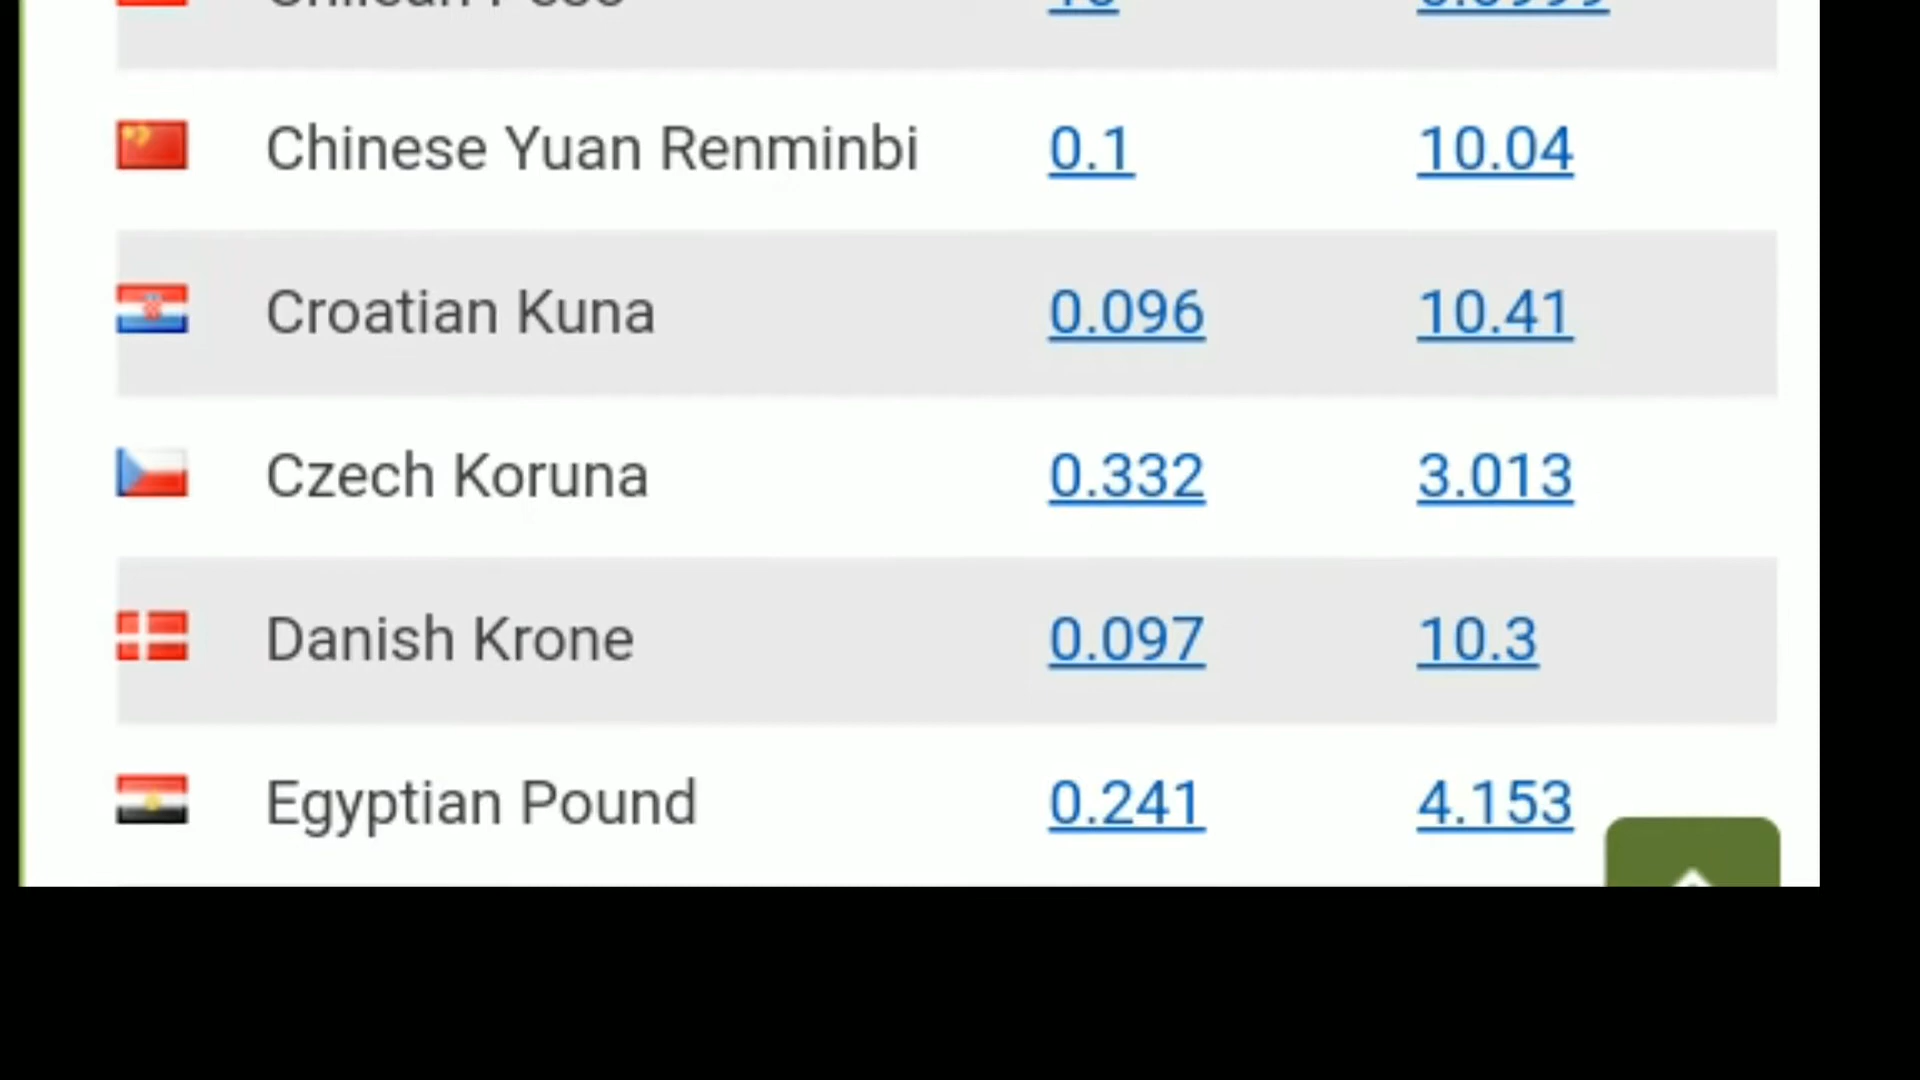 Chinese Yuan Renminbi 0.1 10.04
Croatian Kuna 0.096 10.41
Czech Koruna 0.332 3.013
Danish Krone 0.097 10.3
Egyptian Pound 0.241 4.153